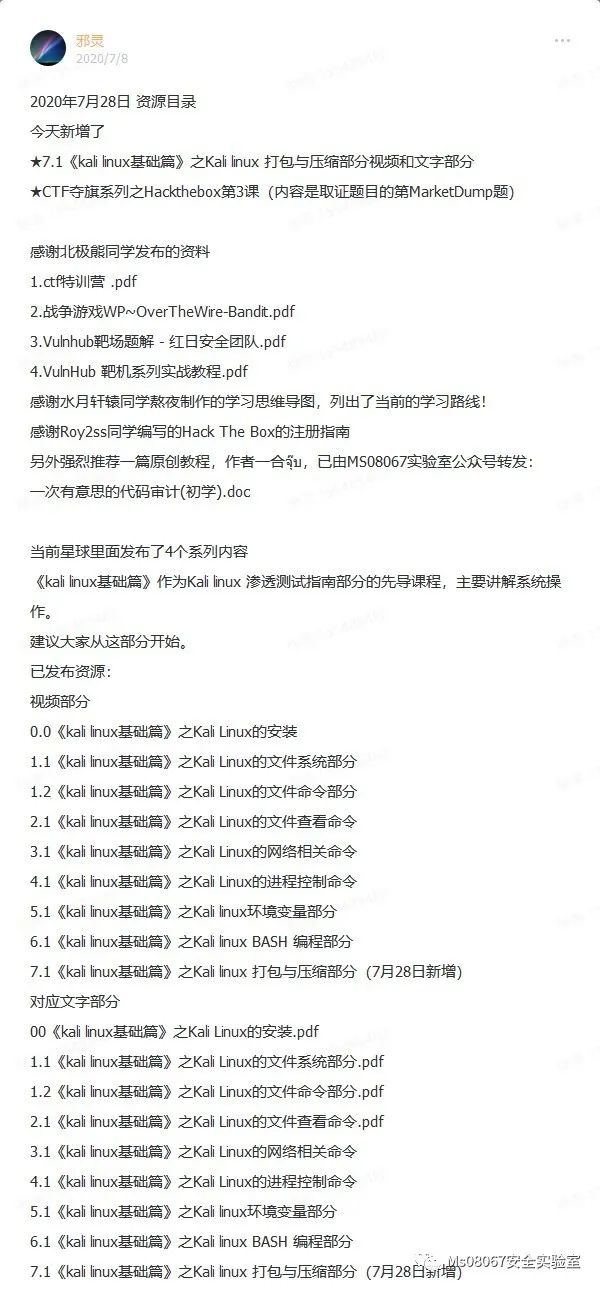 邪灵
2020/7/8
2020年7月28日 资源目录
今天新增了
★7.1《kali linux基础篇》之Kali linux 打包与压缩部分视频和文字部分
★CTF夺旗系列之Hackthebox第3课（内容是取证题目的第MarketDump题）
感谢北极熊同学发布的资料
1.ctf特训营 .pdf
2.战争游戏WP~OverTheWire-Bandit.pdf
3.Vulnhub靶场题解 - 红日安全团队.pdf
4.VulnHub 靶机系列实战教程.pdf
感谢水月轩辕同学熬夜制作的学习思维导图，列出了当前的学习路线！
感谢Roy2ss同学编写的Hack The Box的注册指南
另外强烈推荐一篇原创教程，作者一合จุ๊บ，已由MS08067实验室公众号转发：
一次有意思的代码审计(初学).doc
当前星球里面发布了4个系列内容
《kali linux基础篇》作为Kali linux 渗透测试指南部分的先导课程，主要讲解系统操
作。
建议大家从这部分开始。
已发布资源：
视频部分
0.0《kali linux基础篇》之Kali Linux的安装
1.1《kali linux基础篇》之Kali Linux的文件系统部分
1.2《kali linux基础篇》之Kali Linux的文件命令部分
2.1《kali linux基础篇》之Kali Linux的文件查看命令
3.1《kali linux基础篇》之Kali Linux的网络相关命令
4.1《kali linux基础篇》之Kali Linux的进程控制命令
5.1《kali linux基础篇》之Kali linux环境变量部分
6.1《kali linux基础篇》之Kali linux BASH 编程部分
7.1《kali linux基础篇》之Kali linux 打包与压缩部分（7月28日新增）
对应文字部分
00《kali linux基础篇》之Kali Linux的安装.pdf
1.1《kali linux基础篇》之Kali Linux的文件系统部分.pdf
1.2《kali linux基础篇》之Kali Linux的文件命令部分.pdf
2.1《kali linux基础篇》之Kali Linux的文件查看命令.pdf
3.1《kali linux基础篇》之Kali Linux的网络相关命令
4.1《kali linux基础篇》之Kali Linux的进程控制命令
5.1《kali linux基础篇》之Kali linux环境变量部分
6.1《kali linux基础篇》之Kali linux BASH 编程部分
Ms08067安全实验室
7.1《kali linux基础篇》之Kali linux 打包与压缩部分（7月28日新增）